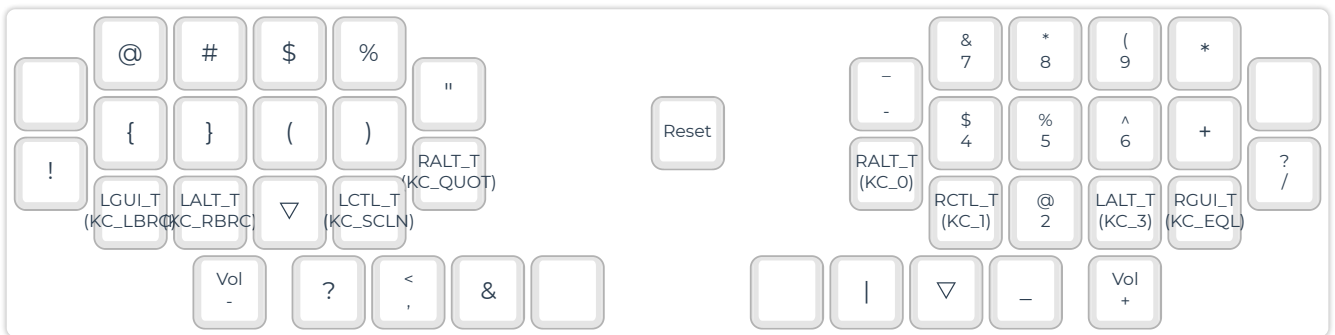 @ # $ % & * ( *
7 8 9
" _
-
{ } ( ) Reset $ % ^ +
4 5 6
! RALT_T RALT_T ?
(KC_QUOT) (KC_0) /
LGUI_T LALT_T ▽ LCTL_T RCTL_T @ LALT_T RGUI_T
(KC_LBRC) (KC_RBRC) (KC_SCLN) (KC_1) 2 (KC_3) (KC_EQL)
Vol ? < & | ▽ _ Vol
- , +